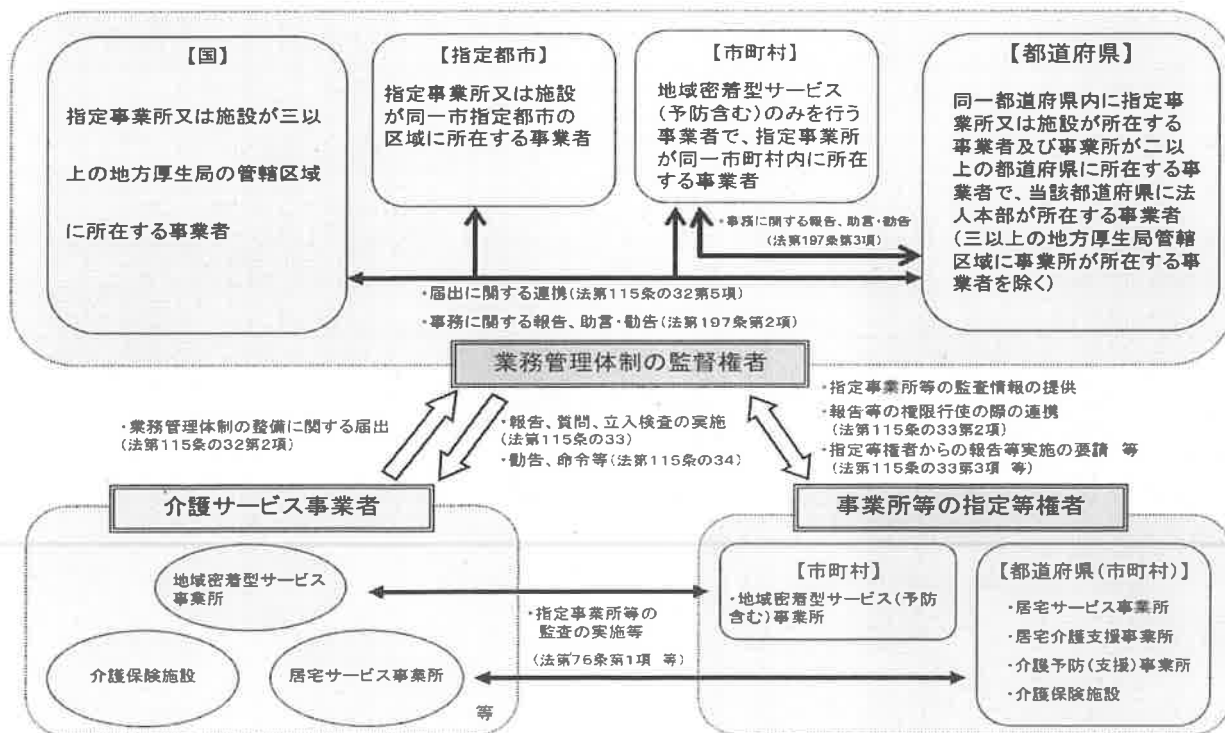 【国】
指定事業所又は施設が三以
上の地方厚生局の管轄区域
に所在する事業者
【指定都市】
指定事業所又は施設
が同一市指定都市の
区域に所在する事業者
【市町村】
地域密着型サービス
(予防含む)のみを行う
事業者で、指定事業所
が同一市町村内に所在
する事業者
【都道府県】
同一都道府県内に指定事
業所又は施設が所在する
事業者及び事業所が二以
上の都道府県に所在する事
業者で、当該都道府県に法
人本部が所在する事業者
(三以上の地方厚生局管轄
区域に事業所が所在する事
業者を除く)
・事務に関する報告、助言・勧告
(法第197条第3項)
・届出に関する連携(法第115条の32第5項)
・事務に関する報告、助言・勧告(法第197条第2項)
業務管理体制の監督権者
・業務管理体制の整備に関する届出
(法第115条の32第2項)
・報告、質問、立入検査の実施
(法第115条の33)
・勧告、命令等(法第115条の34)
・指定事業所等の監査情報の提供
・報告等の権限行使の際の連携
(法第115条の33第2項)
・指定等権者からの報告等実施の要請 等
(法第115条の33第3項 等)
介護サービス事業者
地域密着型サービス
事業所
介護保険施設
居宅サービス事業所
等
・指定事業所等の
監査の実施等
(法第76条第1項 等)
事業所等の指定等権者
【市町村】
・地域密着型サービス(予防
含む)事業所
【都道府県(市町村)】
・居宅サービス事業所
・居宅介護支援事業所
・介護予防(支援)事業所
・介護保険施設